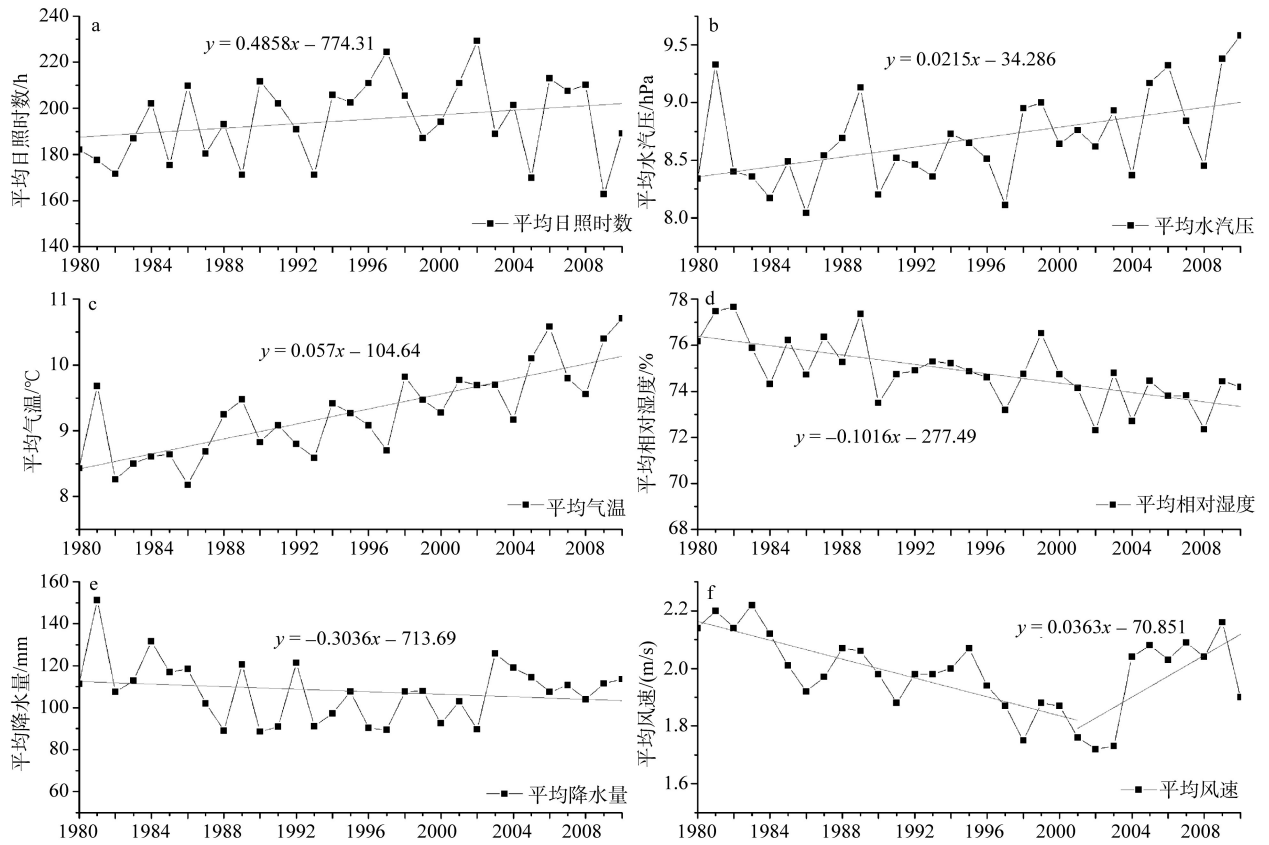 240
220
200
180
160
140
平均日照时数/h
a
y = 0.4858x – 774.31
平均日照时数
1980 1984 1988 1992 1996 2000 2004 2008
9.5
9.0
8.5
8.0
平均水汽压/hPa
b
y = 0.0215x – 34.286
平均水汽压
1980 1984 1988 1992 1996 2000 2004 2008
11
10
9
8
平均气温/℃
c
y = 0.057x – 104.64
平均气温
1980 1984 1988 1992 1996 2000 2004 2008
78
76
74
72
70
68
平均相对湿度/%
d
y = –0.1016x – 277.49
平均相对湿度
1980 1984 1988 1992 1996 2000 2004 2008
160
140
120
100
80
60
平均降水量/mm
e
y = –0.3036x – 713.69
平均降水量
1980 1984 1988 1992 1996 2000 2004 2008
2.2
2.0
1.8
1.6
平均风速/(m/s)
f
y = 0.0363x – 70.851
平均风速
1980 1984 1988 1992 1996 2000 2004 2008